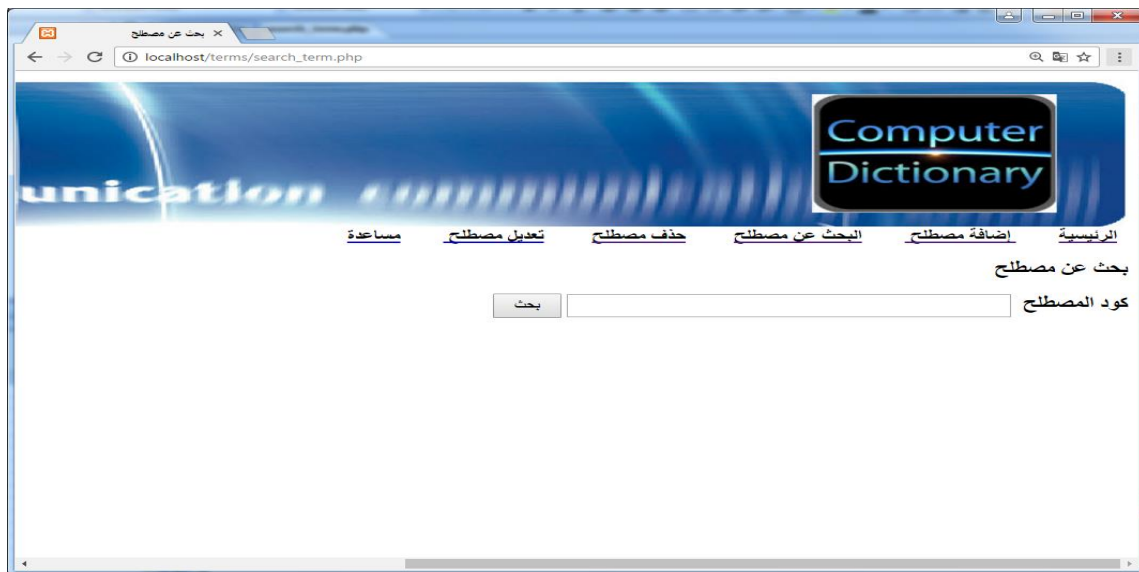 بحث عن مصطلح
localhost/terms/search_term.php
Computer
Dictionary
unication
الرئيسية إضافة مصطلح البحث عن مصطلح حذف مصطلح تعديل مصطلح مساعدة
بحث عن مصطلح
كود المصطلح بحث